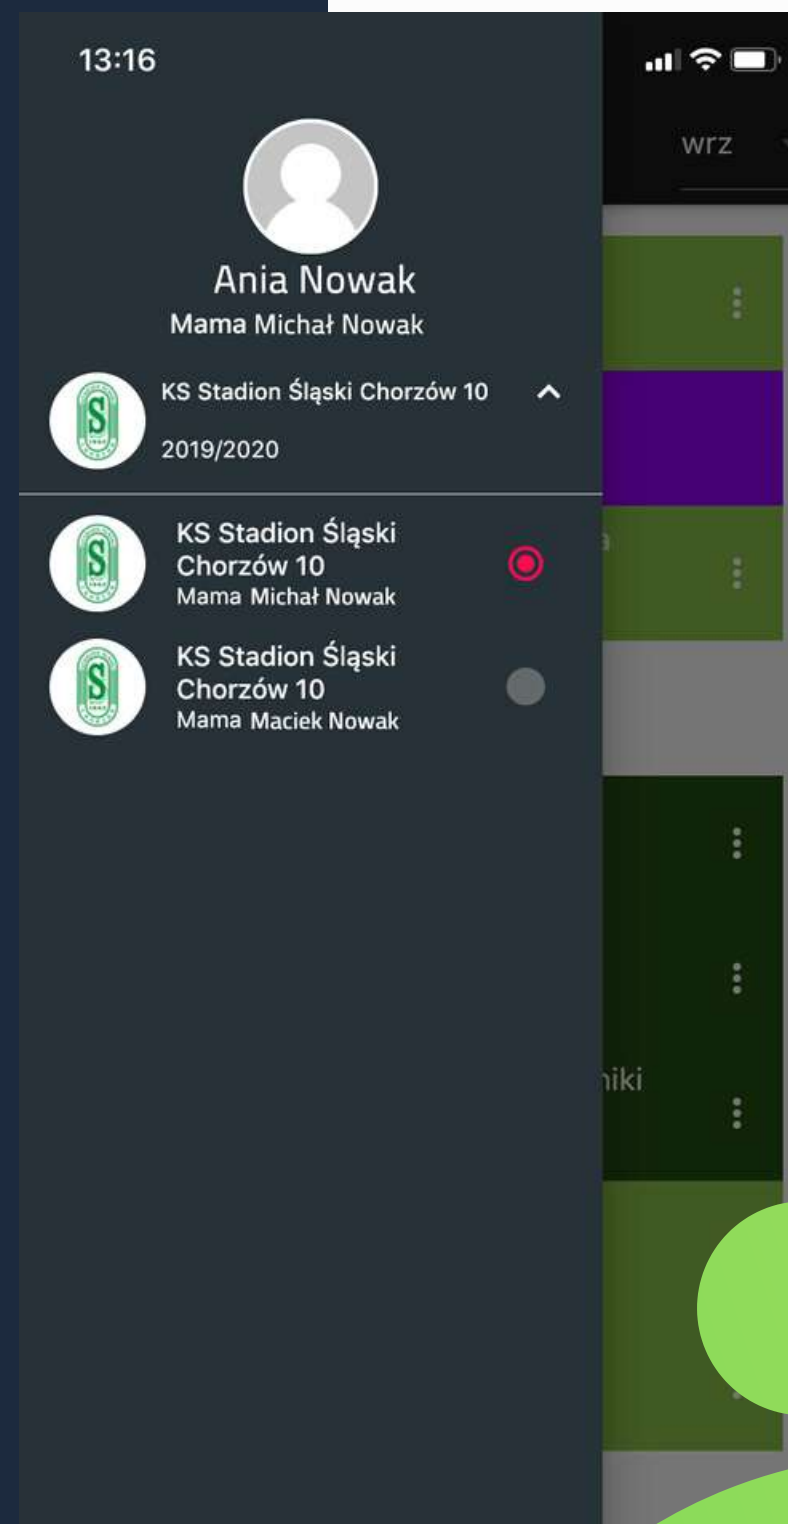 13:16
wrz
Ania Nowak
Mama Michał Nowak
KS Stadion Śląski Chorzów 10
2019/2020
KS Stadion Śląski
Chorzów 10
Mama Michał Nowak
KS Stadion Śląski
Chorzów 10
Mama Maciek Nowak
niki